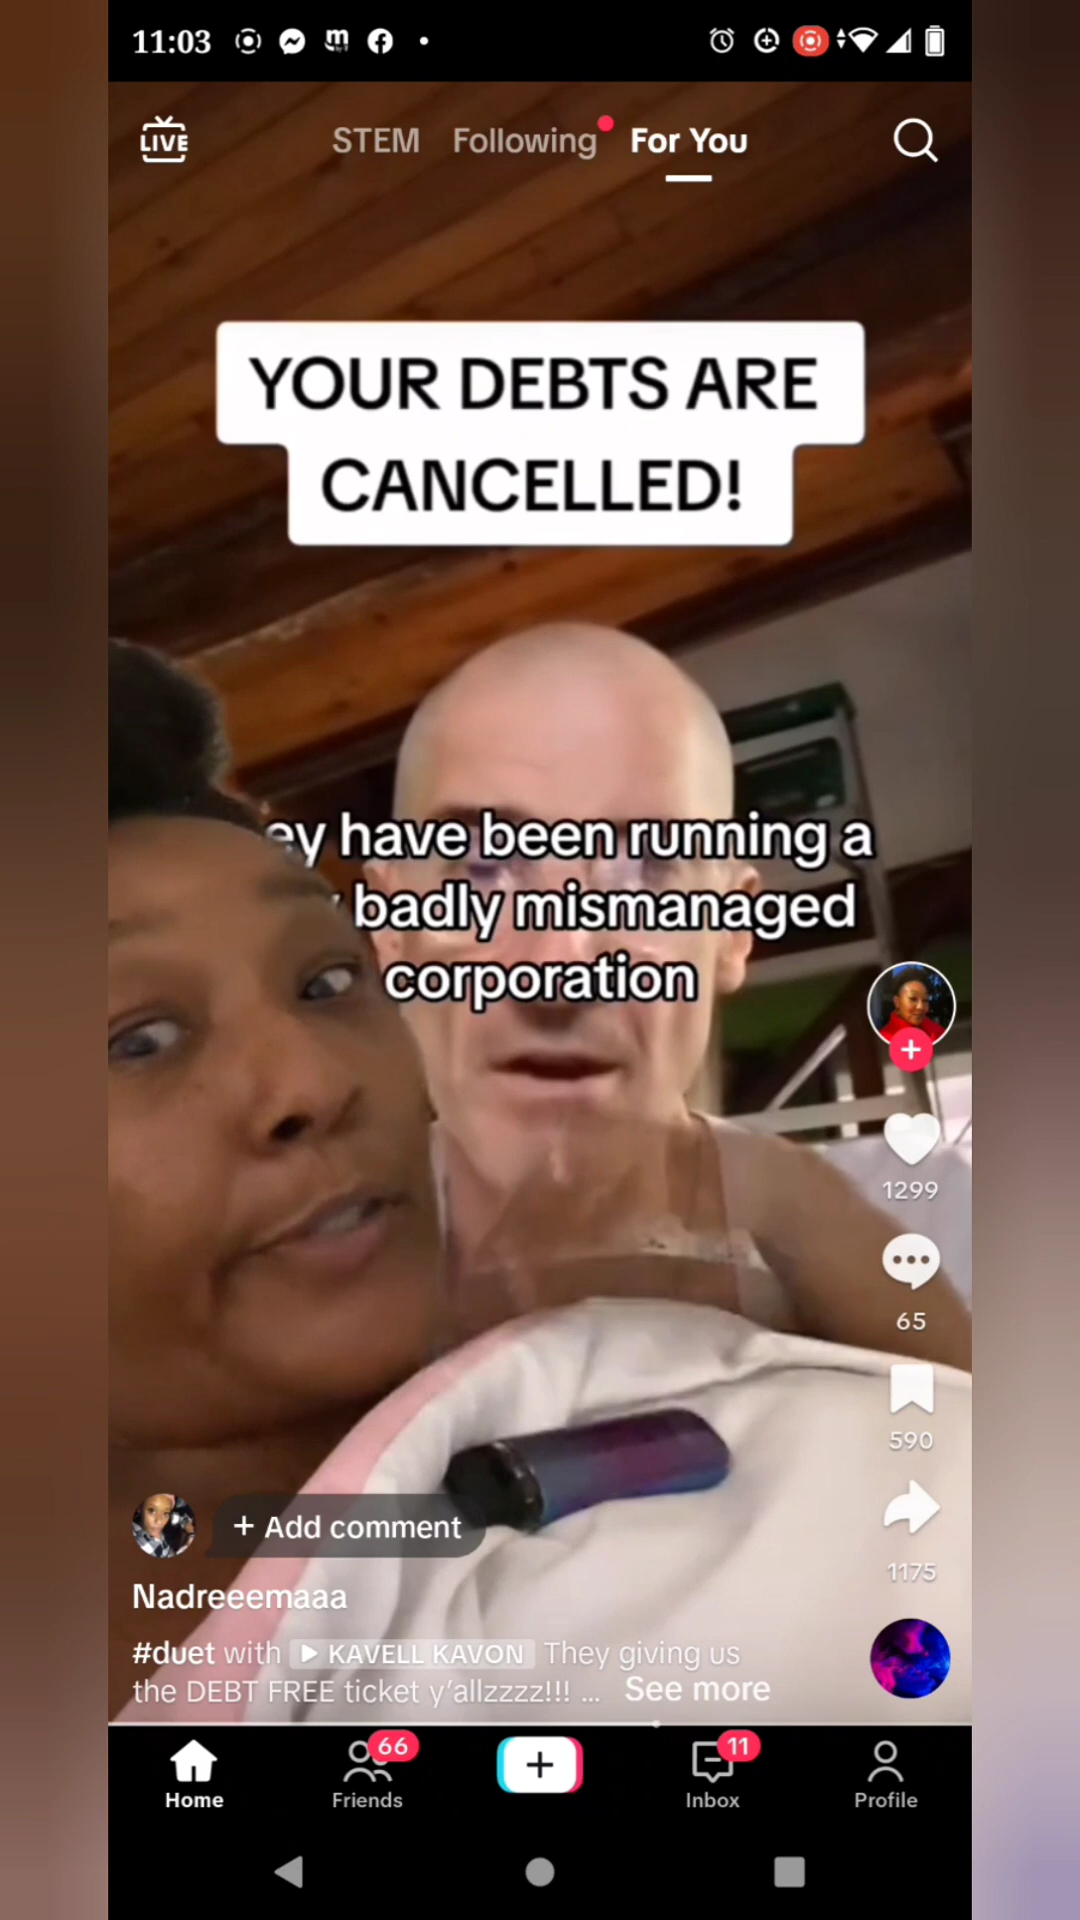 11:03
LIVE
STEM Following For You
YOUR DEBTS ARE
CANCELLED!
ey have been running a
badly mismanaged
corporation
1299
65
590
1175
+ Add comment
Nadreeemaaa
#duet with KAVELL KAVON They giving us
the DEBT FREE ticket y'allzzzz!!! ... See more
66
11
Home Friends Inbox Profile